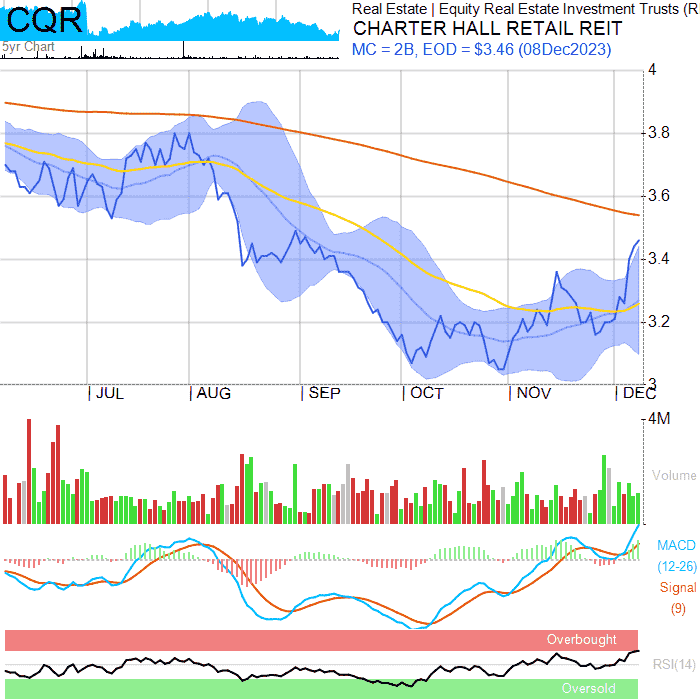 CQR
5yr Chart
Real Estate | Equity Real Estate Investment Trusts (R
CHARTER HALL RETAIL REIT
MC = 2B, EOD = $3.46 (08Dec2023)
4
3.8
3.6
3.4
3.2
3
JUL AUG SEP OCT NOV DEC
4M
Volume
MACD
(12-26)
Signal
(9)
Overbought
RSI(14)
Oversold